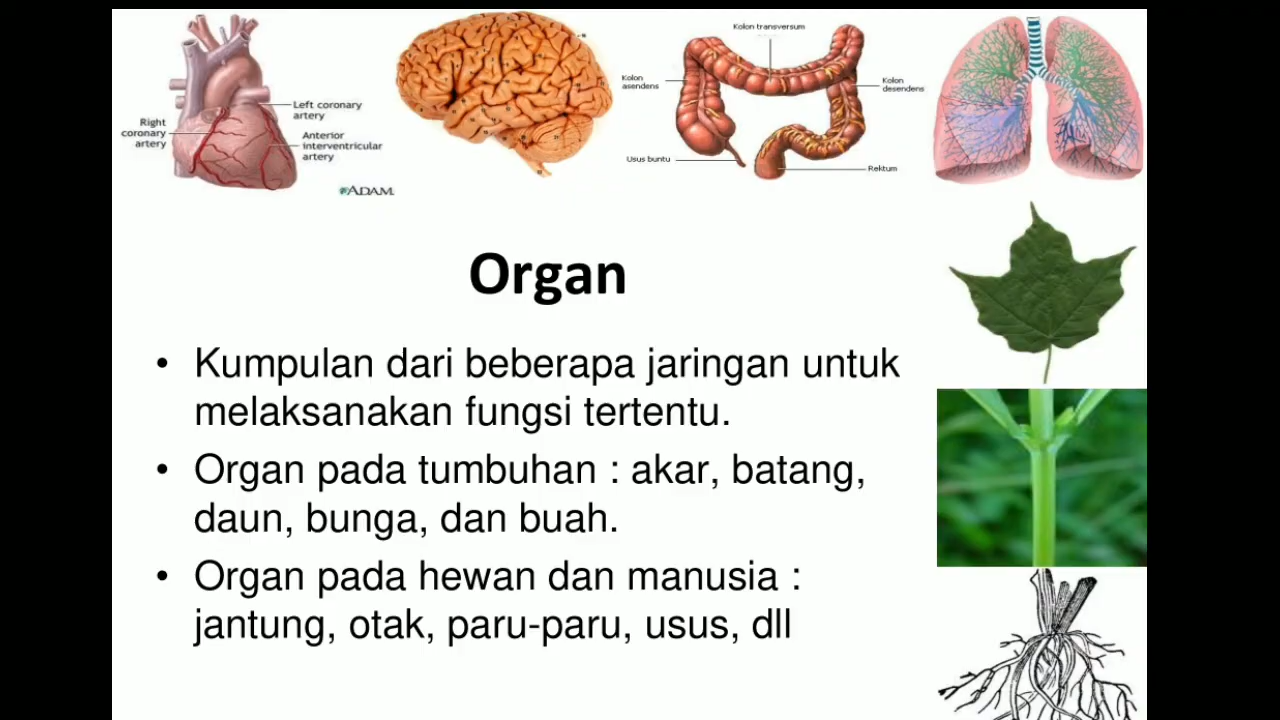 Left coronary
artery
Right
coronary
artery
Anterior
interventricular
artery
ADAM.
Kolon transversum
Kolon
asendens
Kolon
desendens
Usus buntu
Rektum
Organ
• Kumpulan dari beberapa jaringan untuk
melaksanakan fungsi tertentu.
• Organ pada tumbuhan : akar, batang,
daun, bunga, dan buah.
• Organ pada hewan dan manusia :
jantung, otak, paru-paru, usus, dll